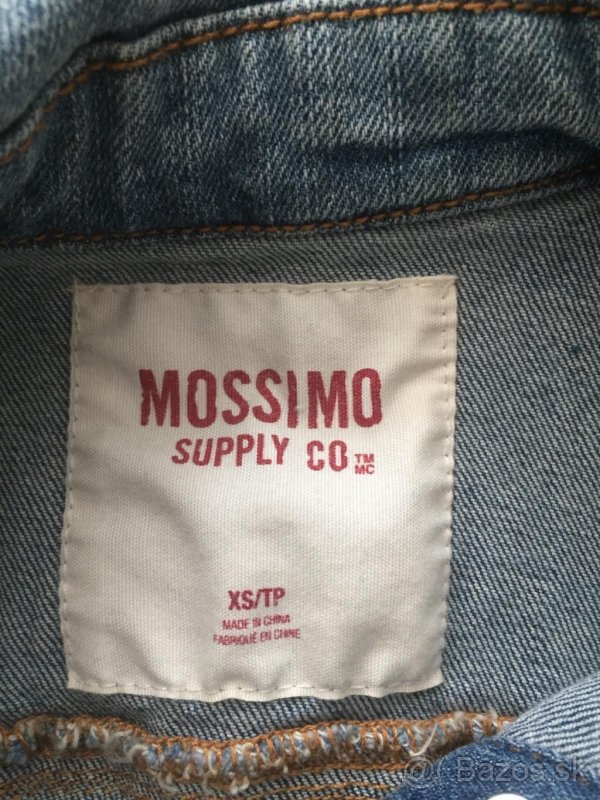 MOSSIMO
SUPPLY CO TM MC
XS/TP
MADE IN CHINA
FABRIQUÉ EN CHINE
Bazos.sk